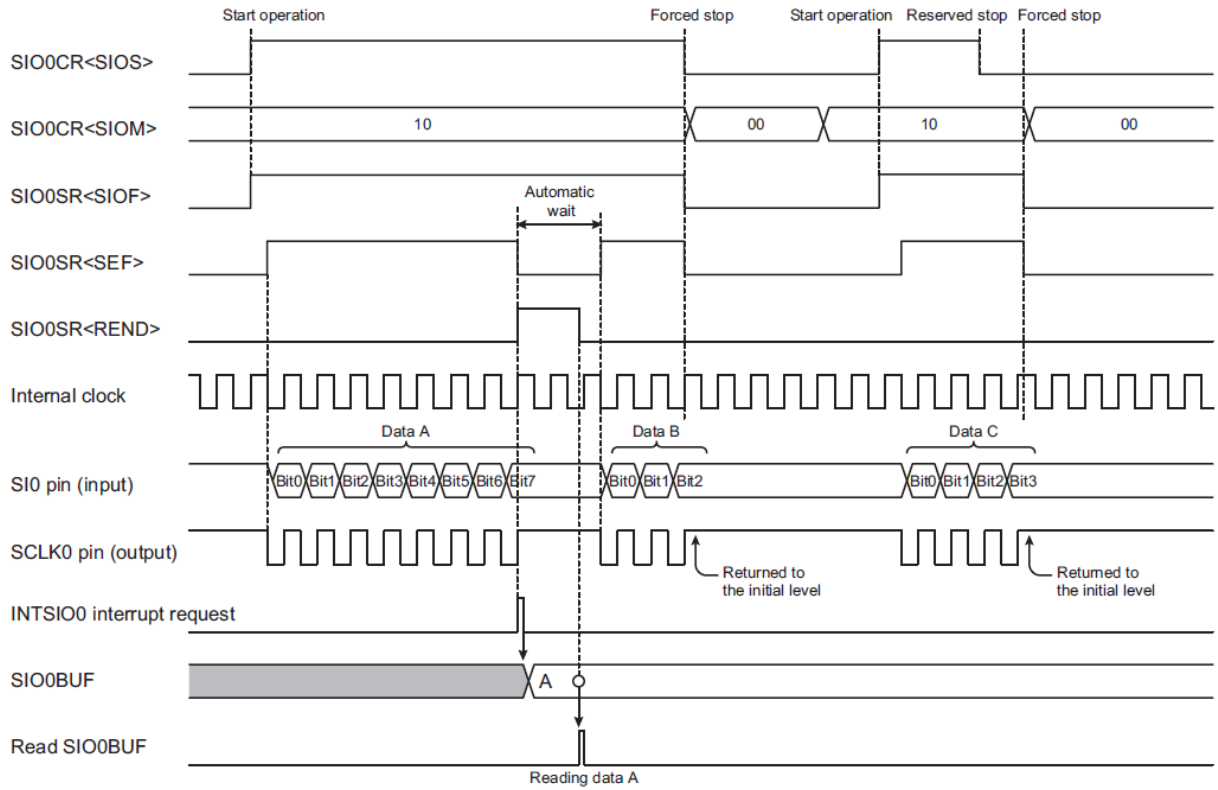 Start operation
Forced stop
Start operation
Reserved stop
Forced stop
SIO0CR<SIOS>
SIO0CR<SIOM>
10
00
10
00
SIO0SR<SIOF>
Automatic
wait
SIO0SR<SEF>
SIO0SR<REND>
Internal clock
Data A
Data B
Data C
SI0 pin (input)
Bit0 Bit1 Bit2 Bit3 Bit4 Bit5 Bit6 Bit7
Bit0 Bit1 Bit2
Bit0 Bit1 Bit2 Bit3
SCLK0 pin (output)
Returned to
the initial level
Returned to
the initial level
INTSIO0 interrupt request
SIO0BUF
A
Read SIO0BUF
Reading data A